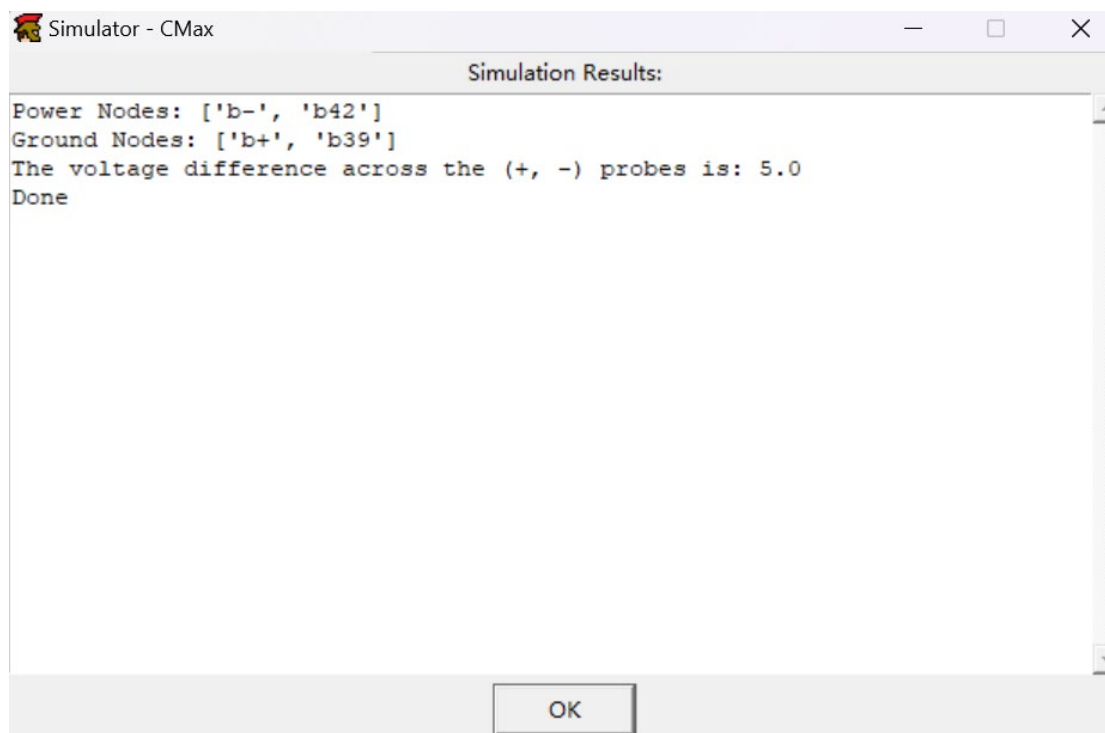 Simulator - CMax
Simulation Results:
Power Nodes: ['b-', 'b42']
Ground Nodes: ['b+', 'b39']
The voltage difference across the (+, -) probes is: 5.0
Done
OK